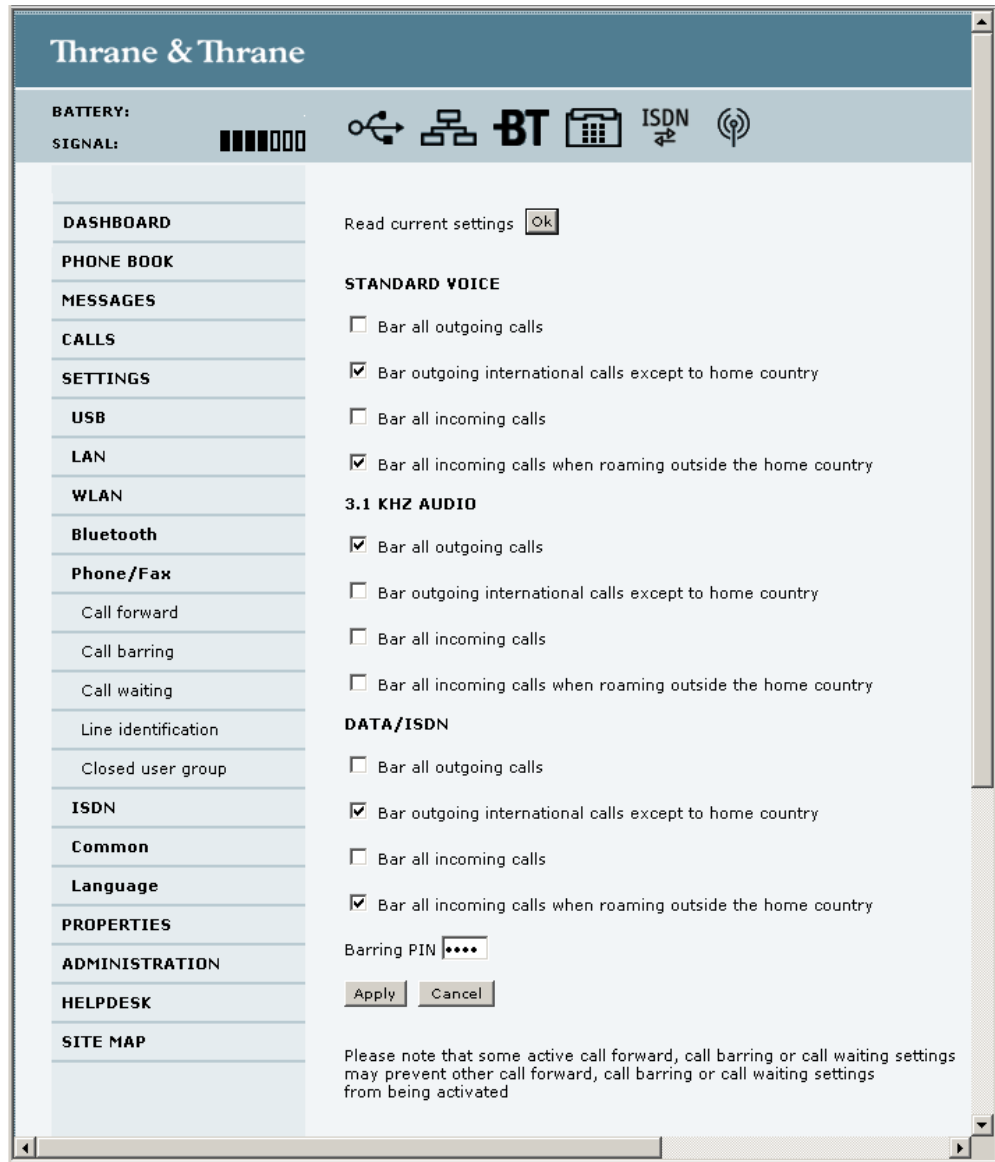 Thrane & Thrane
BATTERY:
SIGNAL:
BT
ISDN
DASHBOARD
PHONE BOOK
MESSAGES
CALLS
SETTINGS
USB
LAN
WLAN
Bluetooth
Phone/Fax
Call forward
Call barring
Call waiting
Line identification
Closed user group
ISDN
Common
Language
PROPERTIES
ADMINISTRATION
HELPDESK
SITE MAP
Read current settings Ok
STANDARD VOICE
Bar all outgoing calls
Bar outgoing international calls except to home country
Bar all incoming calls
Bar all incoming calls when roaming outside the home country
3.1 KHZ AUDIO
Bar all outgoing calls
Bar outgoing international calls except to home country
Bar all incoming calls
Bar all incoming calls when roaming outside the home country
DATA/ISDN
Bar all outgoing calls
Bar outgoing international calls except to home country
Bar all incoming calls
Bar all incoming calls when roaming outside the home country
Barring PIN ••••
Apply Cancel
Please note that some active call forward, call barring or call waiting settings
may prevent other call forward, call barring or call waiting settings
from being activated